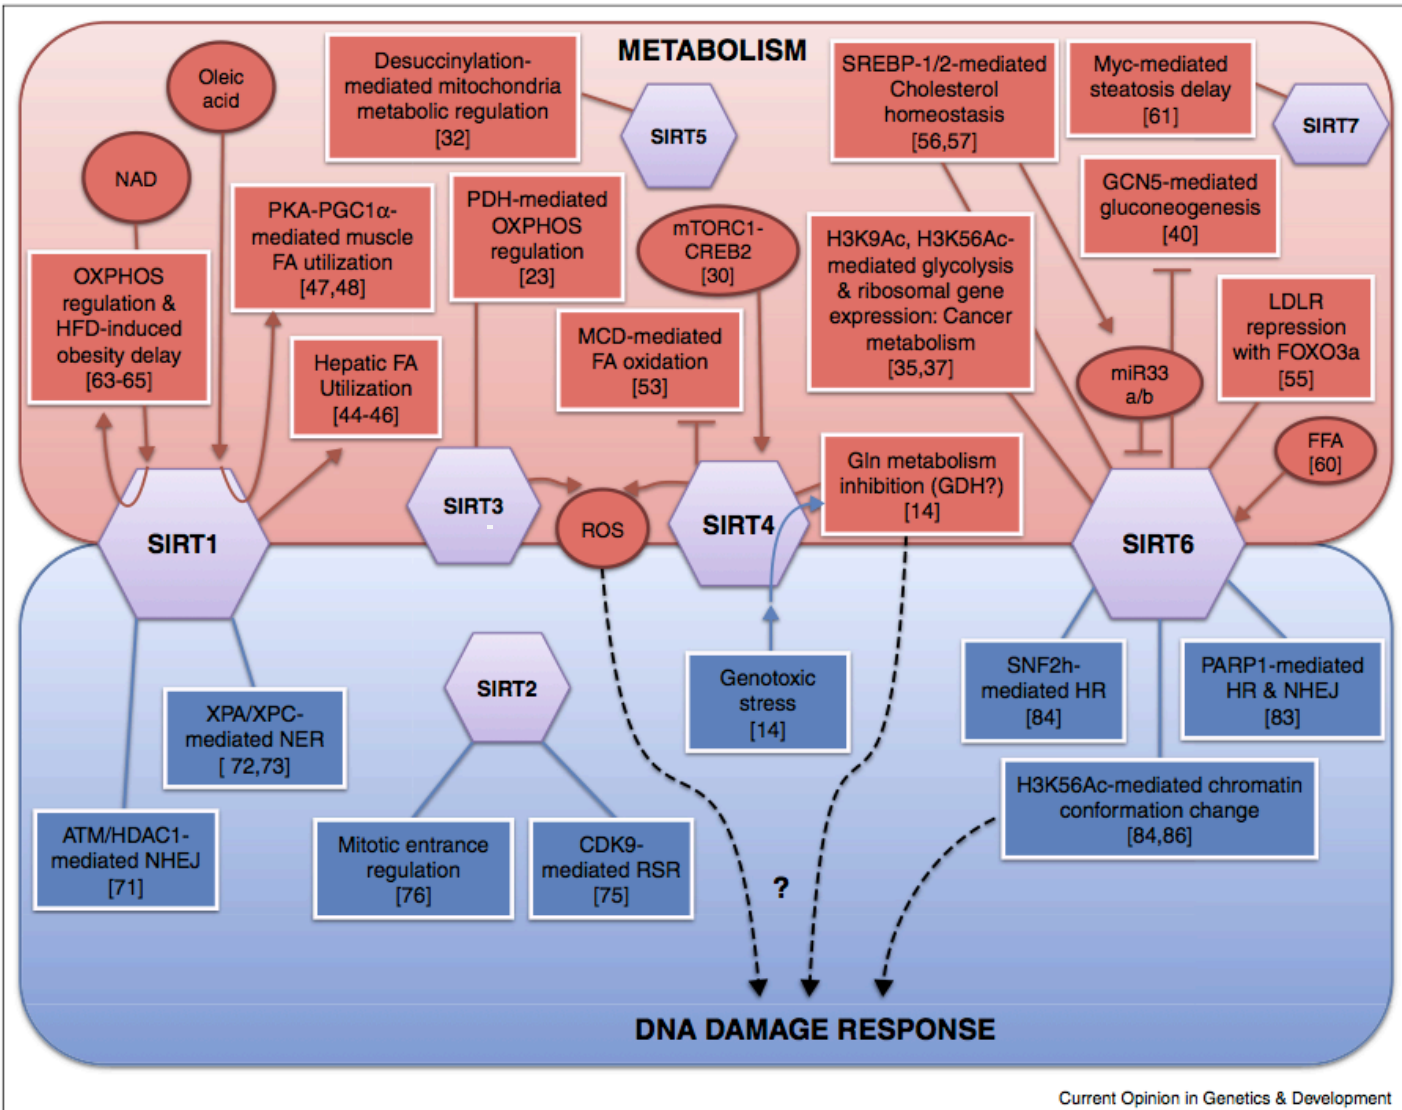 METABOLISM
Oleic
acid
NAD
Desuccinylation-
mediated mitochondria
metabolic regulation
[32]
SIRT5
SREBP-1/2-mediated
Cholesterol
homeostasis
[56,57]
Myc-mediated
steatosis delay
[61]
SIRT7
OXPHOS
regulation &
HFD-induced
obesity delay
[63-65]
PKA-PGC1α-
mediated muscle
FA utilization
[47,48]
Hepatic FA
Utilization
[44-46]
PDH-mediated
OXPHOS
regulation
[23]
mTORC1-
CREB2
[30]
MCD-mediated
FA oxidation
[53]
H3K9Ac, H3K56Ac-
mediated glycolysis
& ribosomal gene
expression: Cancer
metabolism
[35,37]
GCN5-mediated
gluconeogenesis
[40]
miR33
a/b
LDLR
repression
with FOXO3a
[55]
FFA
[60]
SIRT1
SIRT3
ROS
SIRT4
Gln metabolism
inhibition (GDH?)
[14]
SIRT6
XPA/XPC-
mediated NER
[ 72,73]
ATM/HDAC1-
mediated NHEJ
[71]
SIRT2
Mitotic entrance
regulation
[76]
CDK9-
mediated RSR
[75]
Genotoxic
stress
[14]
SNF2h-
mediated HR
[84]
PARP1-mediated
HR & NHEJ
[83]
H3K56Ac-mediated chromatin
conformation change
[84,86]
?
DNA DAMAGE RESPONSE
Current Opinion in Genetics & Development